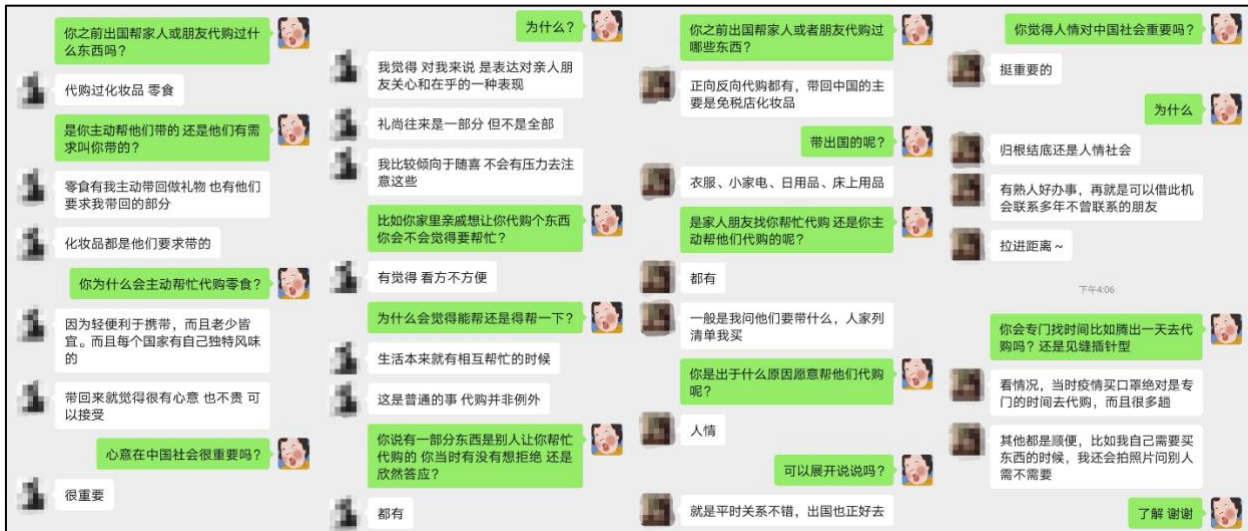 你之前出国帮家人或朋友代购过什
么东西吗?
代购过化妆品 零食
是你主动帮他们带的 还是他们有需
求叫你带的?
零食有我主动带回做礼物 也有他们
要求我带回的部分
化妆品都是他们要求带的
你为什么会主动帮忙代购零食?
因为轻便利于携带,而且老少皆
宜。而且每个国家有自己独特风味
的
带回来就觉得很有心意 也不贵 可
以接受
心意在中国社会很重要吗?
很重要
为什么?
我觉得 对我来说 是表达对亲人朋
友关心和在乎的一种表现
礼尚往来是一部分 但不是全部
我比较倾向于随喜 不会有压力去注
意这些
比如你家里亲戚想让你代购个东西
你会不会觉得要帮忙?
有觉得 看方不方便
为什么会觉得能帮还是得帮一下?
生活本来就有相互帮忙的时候
这是普通的事 代购并非例外
你说有一部分东西是别人让你帮忙
代购的 你当时有没有想拒绝 还是
欣然答应?
都有
你之前出国帮家人或者朋友代购过
哪些东西?
正向反向代购都有,带回中国的主
要是免税店化妆品
带出国的呢?
衣服、小家电、日用品、床上用品
是家人朋友找你帮忙代购 还是你主
动帮他们代购的呢?
都有
一般是我问他们要带什么,人家列
清单我买
你是出于什么原因愿意帮他们代购
呢?
人情
可以展开说说吗?
就是平时关系不错,出国也正好去
你觉得人情对中国社会重要吗?
挺重要的
为什么
归根结底还是人情社会
有熟人好办事,再就是可以借此机
会联系多年不曾联系的朋友
拉进距离~
下午4:06
你会专门找时间比如腾出一天去代
购吗?还是见缝插针型
看情况,当时疫情买口罩绝对是专
门的时间去代购,而且很多趟
其他都是顺便,比如我自己需要买
东西的时候,我还会拍照片问别人
需不需要
了解 谢谢